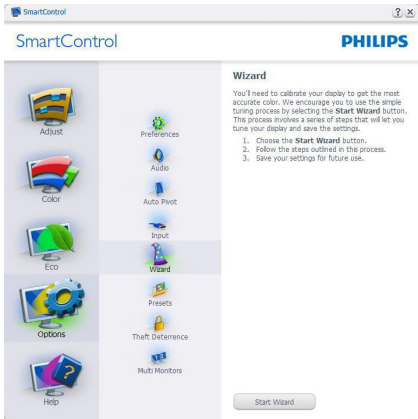 SmartControl
? ×
SmartControl
PHILIPS
Adjust
Color
Eco
Options
Help
Preferences
Audio
Auto Pivot
Input
Wizard
Presets
Theft Deterrence
Multi Monitors
Wizard
You'll need to calibrate your display to get the most
accurate color. We encourage you to use the simple
tuning process by selecting the Start Wizard button.
This process involves a series of steps that will let you
tune your display and save the settings.
1. Choose the Start Wizard button.
2. Follow the steps outlined in this process.
3. Save your settings for future use.
Start Wizard